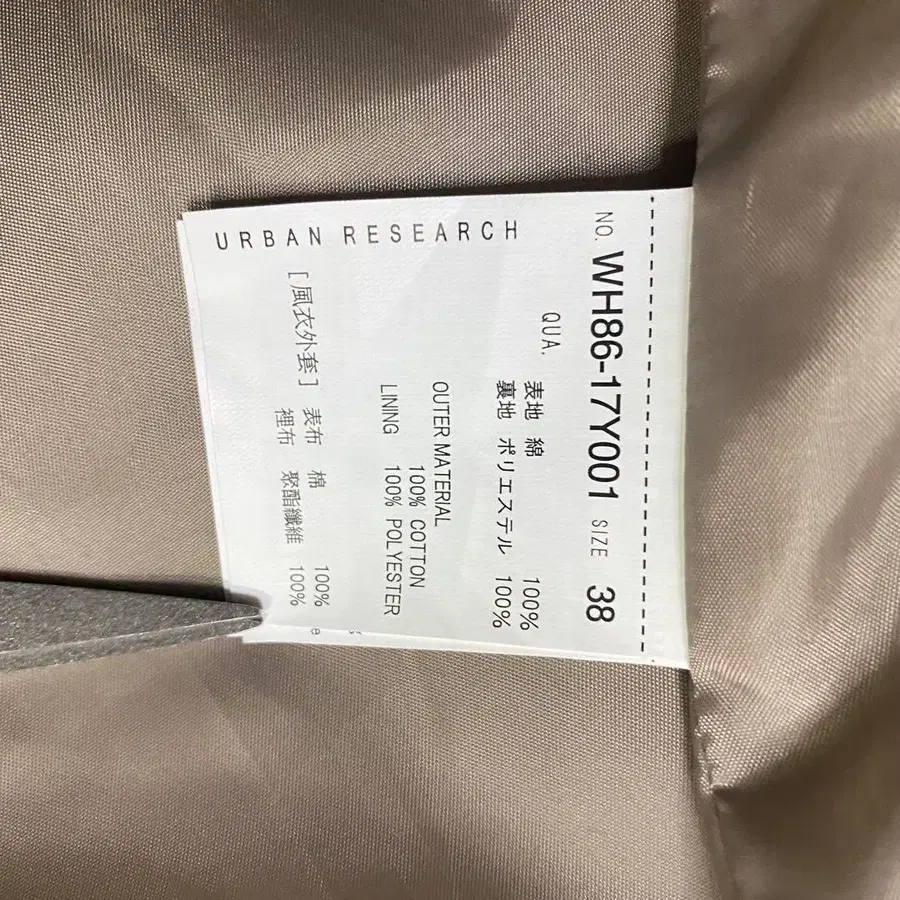 NO. WH86-17Y001 SIZE 38
QUA.
表地 綿 100%
裏地 ポリエステル 100%
OUTER MATERIAL
100% COTTON
LINING 100% POLYESTER
[風衣外套] 表布 棉 100%
裡布 聚酯纖維 100%
URBAN RESEARCH